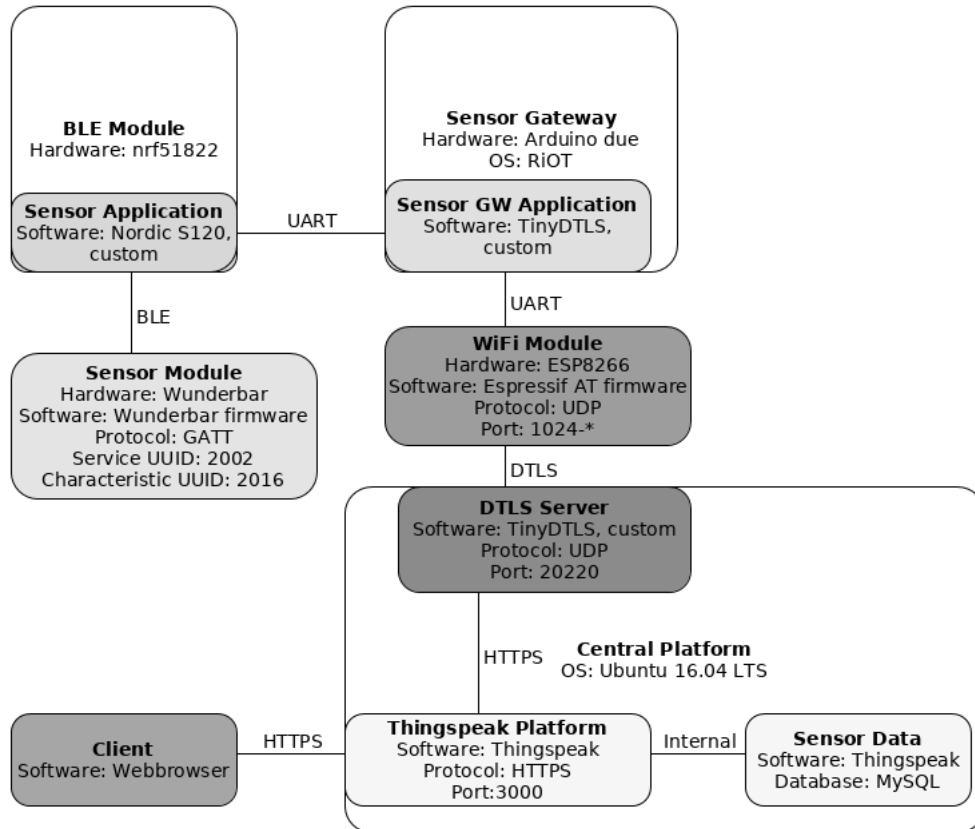 BLE Module
Hardware: nrf51822
Sensor Gateway
Hardware: Arduino due
OS: RiOT
Sensor Application
Software: Nordic S120,
custom
UART
Sensor GW Application
Software: TinyDTLS,
custom
BLE
UART
Sensor Module
Hardware: Wunderbar
Software: Wunderbar firmware
Protocol: GATT
Service UUID: 2002
Characteristic UUID: 2016
WiFi Module
Hardware: ESP8266
Software: Espressif AT firmware
Protocol: UDP
Port: 1024-*
DTLS
DTLS Server
Software: TinyDTLS, custom
Protocol: UDP
Port: 20220
HTTPS
Central Platform
OS: Ubuntu 16.04 LTS
Client
Software: Webbrowser
HTTPS
Thingspeak Platform
Software: Thingspeak
Protocol: HTTPS
Port:3000
Internal
Sensor Data
Software: Thingspeak
Database: MySQL